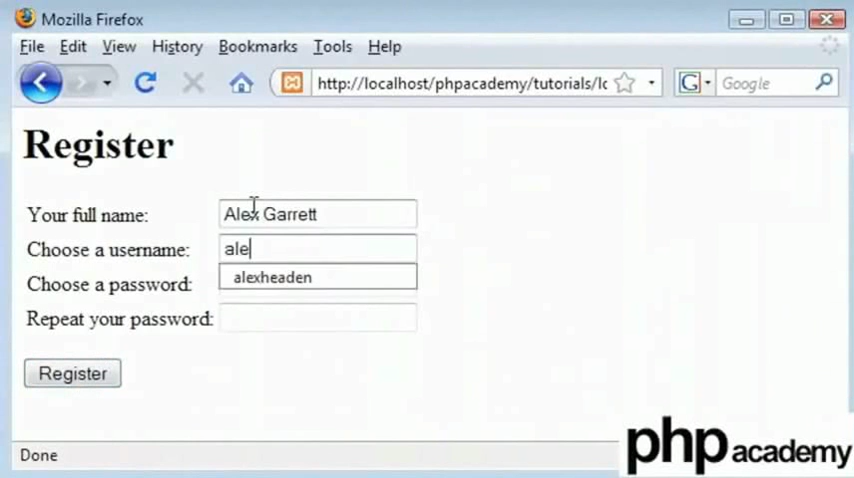 Mozilla Firefox
File Edit View History Bookmarks Tools Help
http://localhost/phpacademy/tutorials/lc G Google
Register
Your full name: Alex Garrett
Choose a username: ale
Choose a password: alexheaden
Repeat your password:
Register
Done
php academy